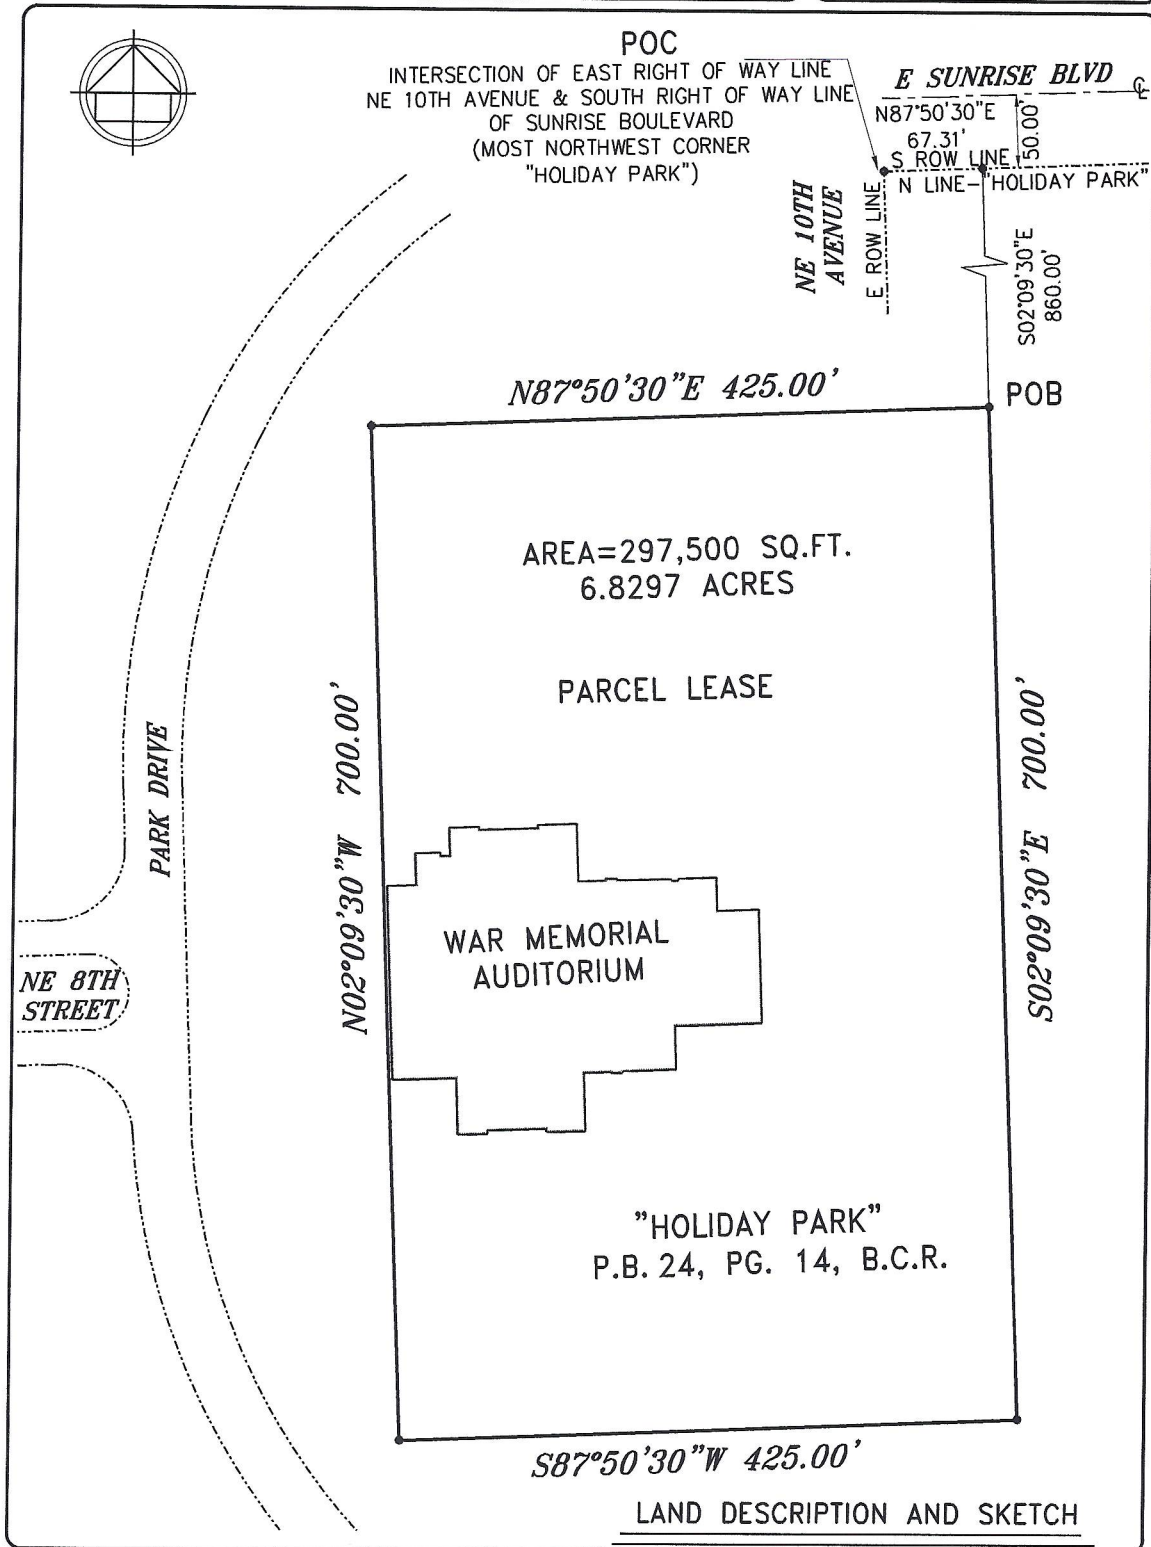 POC
INTERSECTION OF EAST RIGHT OF WAY LINE
NE 10TH AVENUE & SOUTH RIGHT OF WAY LINE
OF SUNRISE BOULEVARD
(MOST NORTHWEST CORNER
"HOLIDAY PARK")
E SUNRISE BLVD
℄
N87°50'30"E
67.31'
50.00'
S ROW LINE
N LINE-"HOLIDAY PARK"
NE 10TH
AVENUE
E ROW LINE
S02°09'30"E
860.00'
N87°50'30"E 425.00'
POB
AREA=297,500 SQ.FT.
6.8297 ACRES
PARCEL LEASE
N02°09'30"W 700.00'
S02°09'30"E 700.00'
PARK DRIVE
WAR MEMORIAL
AUDITORIUM
NE 8TH
STREET
"HOLIDAY PARK"
P.B. 24, PG. 14, B.C.R.
S87°50'30"W 425.00'
LAND DESCRIPTION AND SKETCH